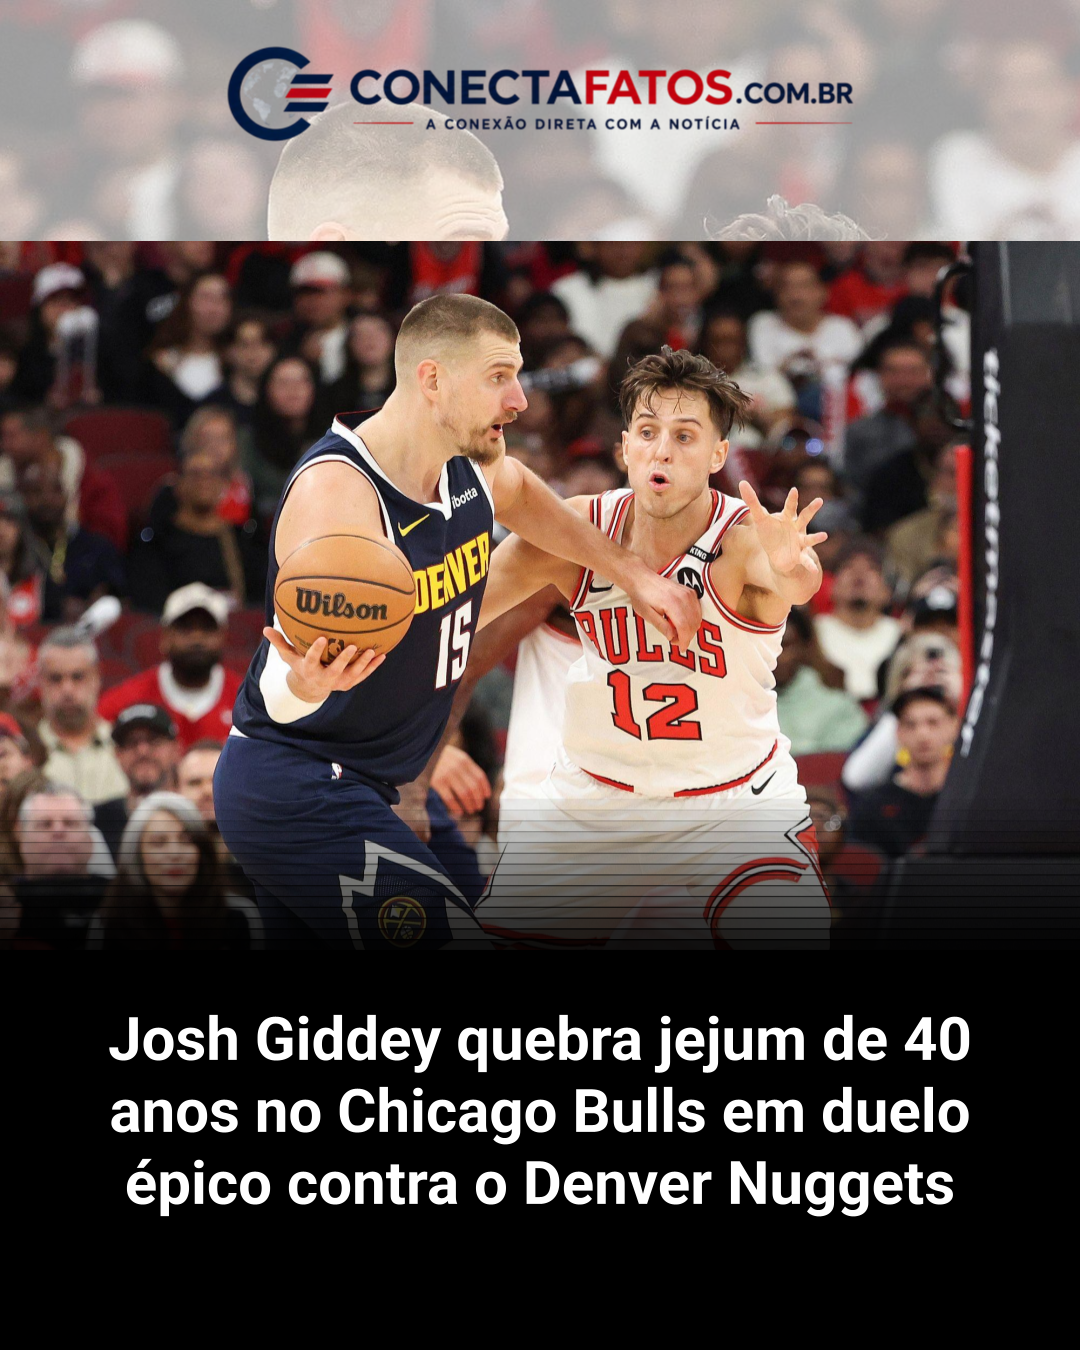 CONECTAFATOS.COM.BR
A CONEXÃO DIRETA COM A NOTÍCIA
ibotta
DENVER
15
Wilson
KING
BULLS
12
Josh Giddey quebra jejum de 40
anos no Chicago Bulls em duelo
épico contra o Denver Nuggets